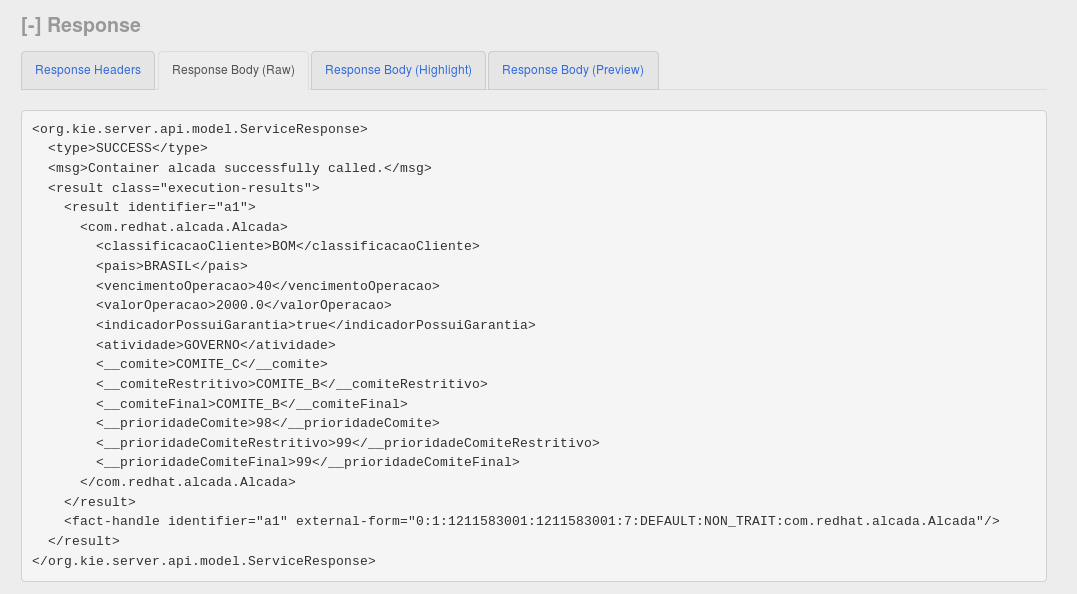 [-] Response
Response Headers Response Body (Raw) Response Body (Highlight) Response Body (Preview)
<org.kie.server.api.model.ServiceResponse>
  <type>SUCCESS</type>
  <msg>Container alcada successfully called.</msg>
  <result class="execution-results">
    <result identifier="a1">
      <com.redhat.alcada.Alcada>
        <classificacaoCliente>BOM</classificacaoCliente>
        <pais>BRASIL</pais>
        <vencimentoOperacao>40</vencimentoOperacao>
        <valorOperacao>2000.0</valorOperacao>
        <indicadorPossuiGarantia>true</indicadorPossuiGarantia>
        <atividade>GOVERNO</atividade>
        <__comite>COMITE_C</__comite>
        <__comiteRestritivo>COMITE_B</__comiteRestritivo>
        <__comiteFinal>COMITE_B</__comiteFinal>
        <__prioridadeComite>98</__prioridadeComite>
        <__prioridadeComiteRestritivo>99</__prioridadeComiteRestritivo>
        <__prioridadeComiteFinal>99</__prioridadeComiteFinal>
      </com.redhat.alcada.Alcada>
    </result>
    <fact-handle identifier="a1" external-form="0:1:1211583001:1211583001:7:DEFAULT:NON_TRAIT:com.redhat.alcada.Alcada"/>
  </result>
</org.kie.server.api.model.ServiceResponse>